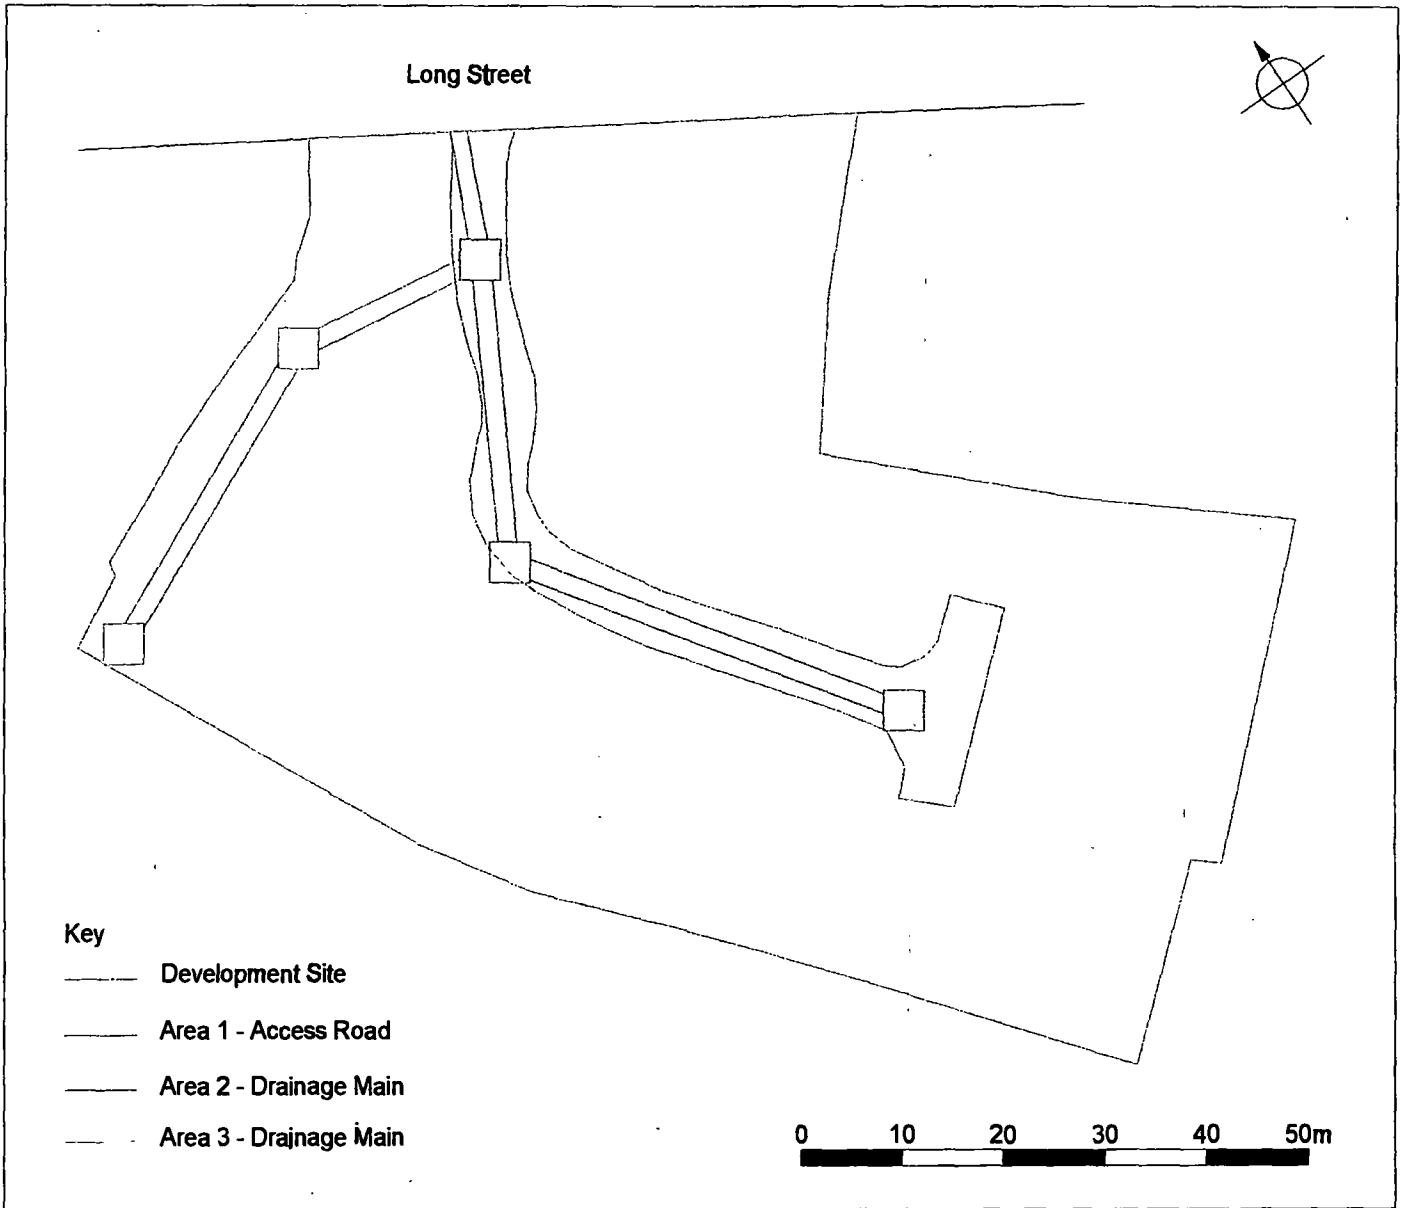 Long Street
Key
Development Site
Area 1 - Access Road
Area 2 - Drainage Main
Area 3 - Drainage Main
0 10 20 30 40 50m